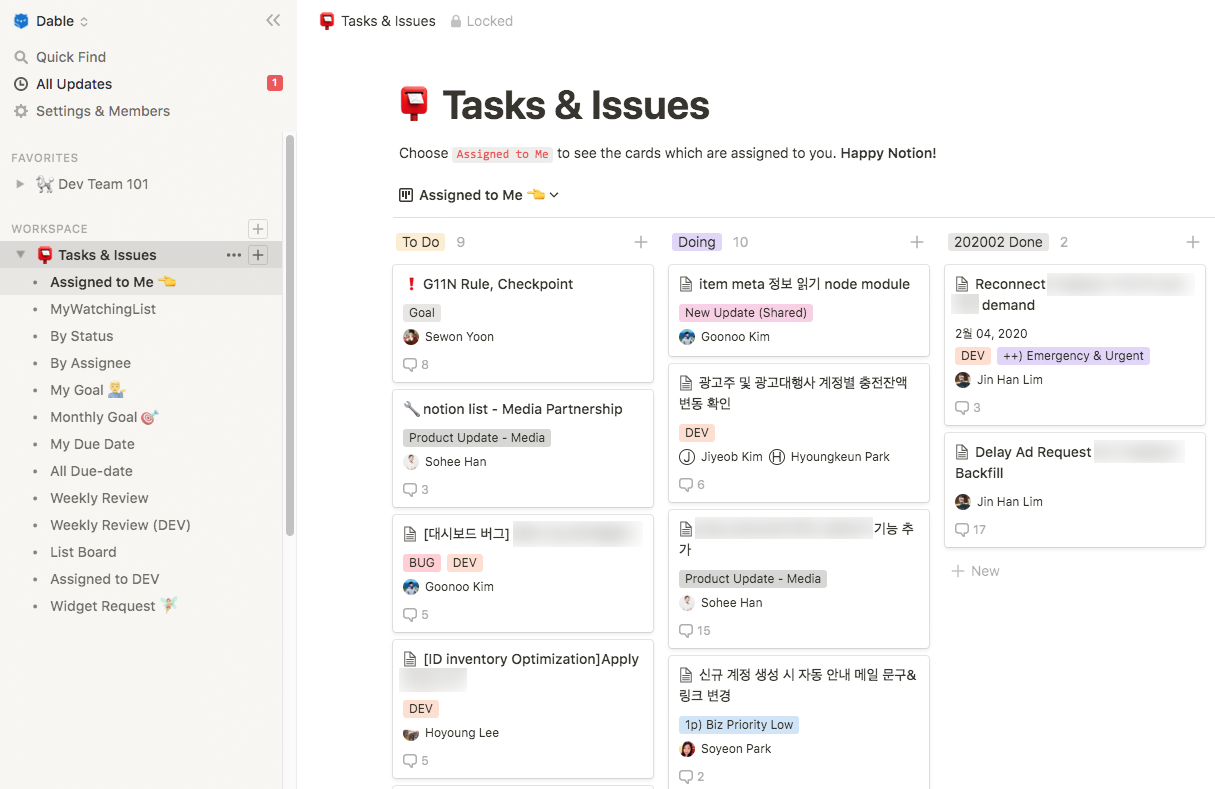 Dable
Tasks & Issues
Locked
Quick Find
All Updates
1
Settings & Members
FAVORITES
Dev Team 101
WORKSPACE
Tasks & Issues
Assigned to Me
MyWatchingList
By Status
By Assignee
My Goal
Monthly Goal
My Due Date
All Due-date
Weekly Review
Weekly Review (DEV)
List Board
Assigned to DEV
Widget Request
Tasks & Issues
Choose Assigned to Me to see the cards which are assigned to you. Happy Notion!
Assigned to Me
To Do 9
G11N Rule, Checkpoint
Goal
Sewon Yoon
8
notion list - Media Partnership
Product Update - Media
Sohee Han
3
[대시보드 버그]
BUG DEV
Goonoo Kim
5
[ID inventory Optimization]Apply
DEV
Hoyoung Lee
5
Doing 10
item meta 정보 읽기 node module
New Update (Shared)
Goonoo Kim
광고주 및 광고대행사 계정별 충전잔액
변동 확인
DEV
J Jiyeob Kim H Hyoungkeun Park
6
기능 추
가
Product Update - Media
Sohee Han
15
신규 계정 생성 시 자동 안내 메일 문구&
링크 변경
1p) Biz Priority Low
Soyeon Park
2
202002 Done 2
Reconnect
demand
2월 04, 2020
DEV ++) Emergency & Urgent
Jin Han Lim
3
Delay Ad Request
Backfill
Jin Han Lim
17
New